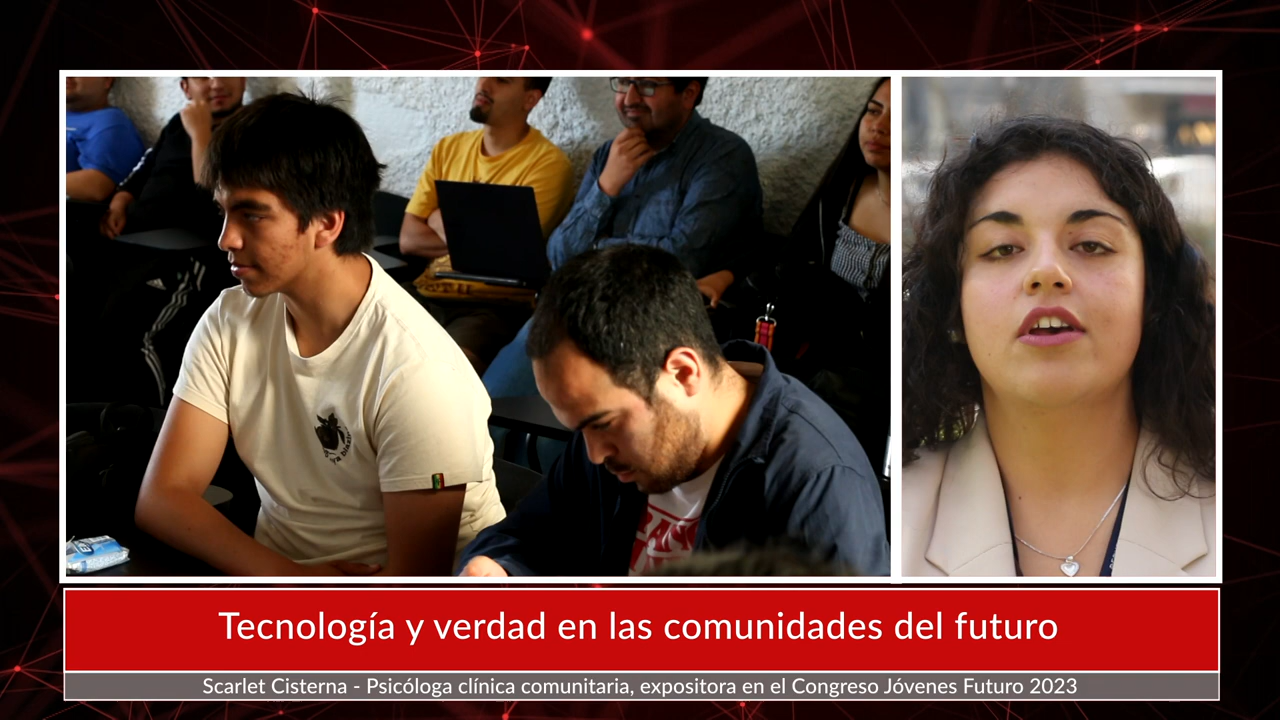 Tecnología y verdad en las comunidades del futuro
Scarlet Cisterna - Psicóloga clínica comunitaria, expositora en el Congreso Jóvenes Futuro 2023